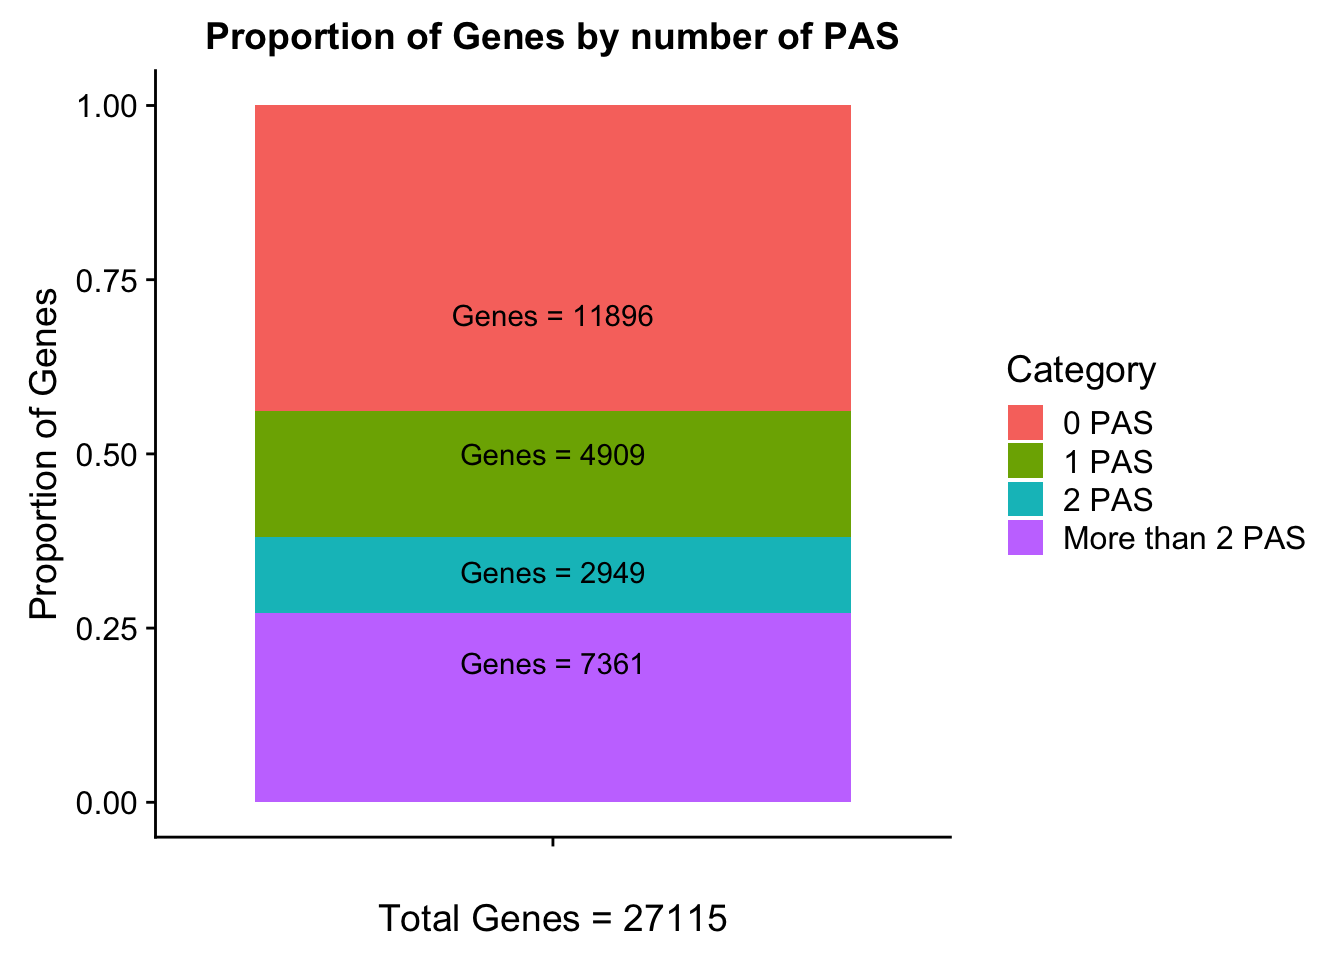 Proportion of Genes by number of PAS
Proportion of Genes
1.00
0.75
0.50
0.25
0.00
Genes = 11896
Genes = 4909
Genes = 2949
Genes = 7361
Total Genes = 27115
Category
0 PAS
1 PAS
2 PAS
More than 2 PAS